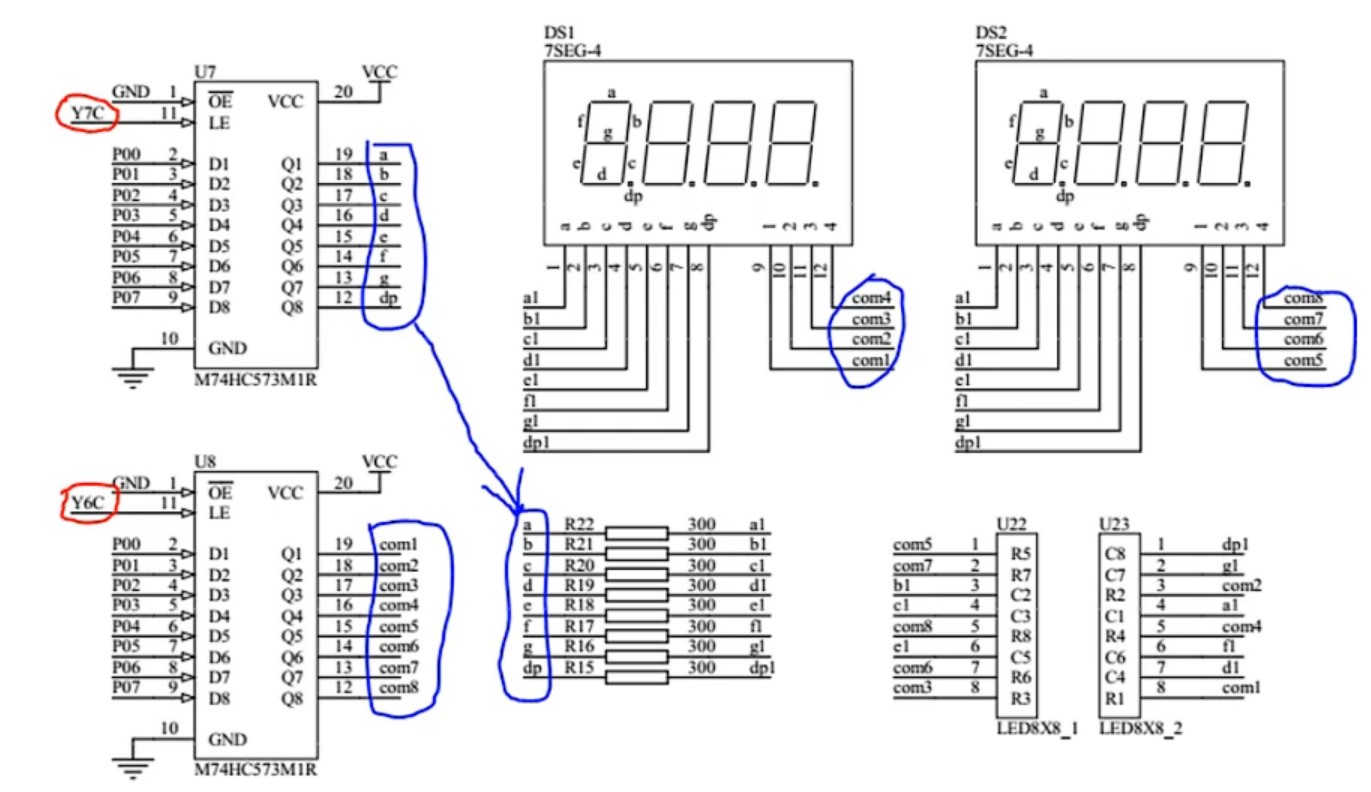 U7
VCC
GND 1 OE VCC 20
Y7C 11 LE
P00 2 D1 Q1 19 a
P01 3 D2 Q2 18 b
P02 4 D3 Q3 17 c
P03 5 D4 Q4 16 d
P04 6 D5 Q5 15 e
P05 7 D6 Q6 14 f
P06 8 D7 Q7 13 g
P07 9 D8 Q8 12 dp
10 GND
M74HC573M1R
DS1
7SEG-4
a
f b
g
e c
d
dp
a b c d e f g dp 1 2 3 4
1 2 3 4 5 6 7 8 9 10 11 12
a1 com4
b1 com3
c1 com2
d1 com1
e1
f1
g1
dp1
DS2
7SEG-4
a
f b
g
e c
d
dp
a b c d e f g dp 1 2 3 4
1 2 3 4 5 6 7 8 9 10 11 12
a1 com8
b1 com7
c1 com6
d1 com5
e1
f1
g1
dp1
U8
VCC
GND 1 OE VCC 20
Y6C 11 LE
P00 2 D1 Q1 19 com1
P01 3 D2 Q2 18 com2
P02 4 D3 Q3 17 com3
P03 5 D4 Q4 16 com4
P04 6 D5 Q5 15 com5
P05 7 D6 Q6 14 com6
P06 8 D7 Q7 13 com7
P07 9 D8 Q8 12 com8
10 GND
M74HC573M1R
a R22 300 a1
b R21 300 b1
c R20 300 c1
d R19 300 d1
e R18 300 e1
f R17 300 f1
g R16 300 g1
dp R15 300 dp1
U22
com5 1 R5
com7 2 R7
b1 3 C2
c1 4 C3
com8 5 R8
e1 6 C5
com6 7 R6
com3 8 R3
LED8X8_1
U23
C8 1 dp1
C7 2 g1
R2 3 com2
C1 4 a1
R4 5 com4
C6 6 f1
C4 7 d1
R1 8 com1
LED8X8_2